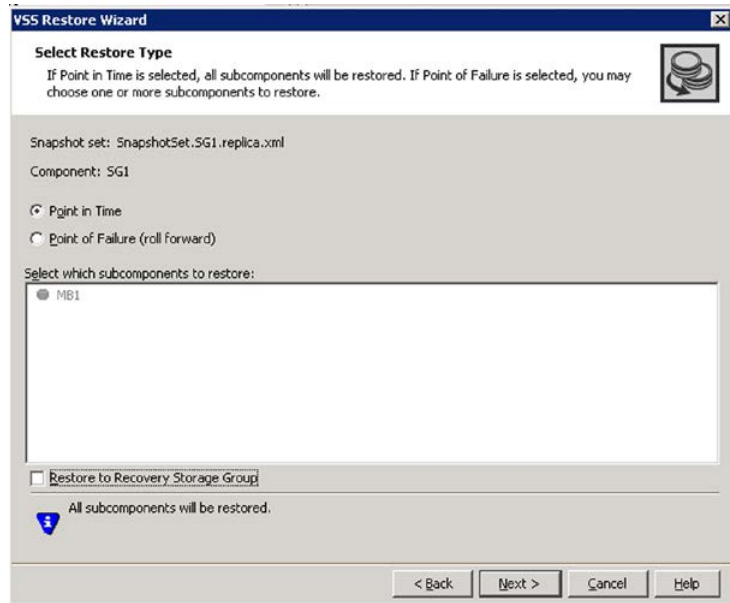 VSS Restore Wizard
Select Restore Type
If Point in Time is selected, all subcomponents will be restored. If Point of Failure is selected, you may
choose one or more subcomponents to restore.
Snapshot set: SnapshotSet.SG1.replica.xml
Component: SG1
Point in Time
Point of Failure (roll forward)
Select which subcomponents to restore:
MB1
Restore to Recovery Storage Group
All subcomponents will be restored.
< Back
Next >
Cancel
Help